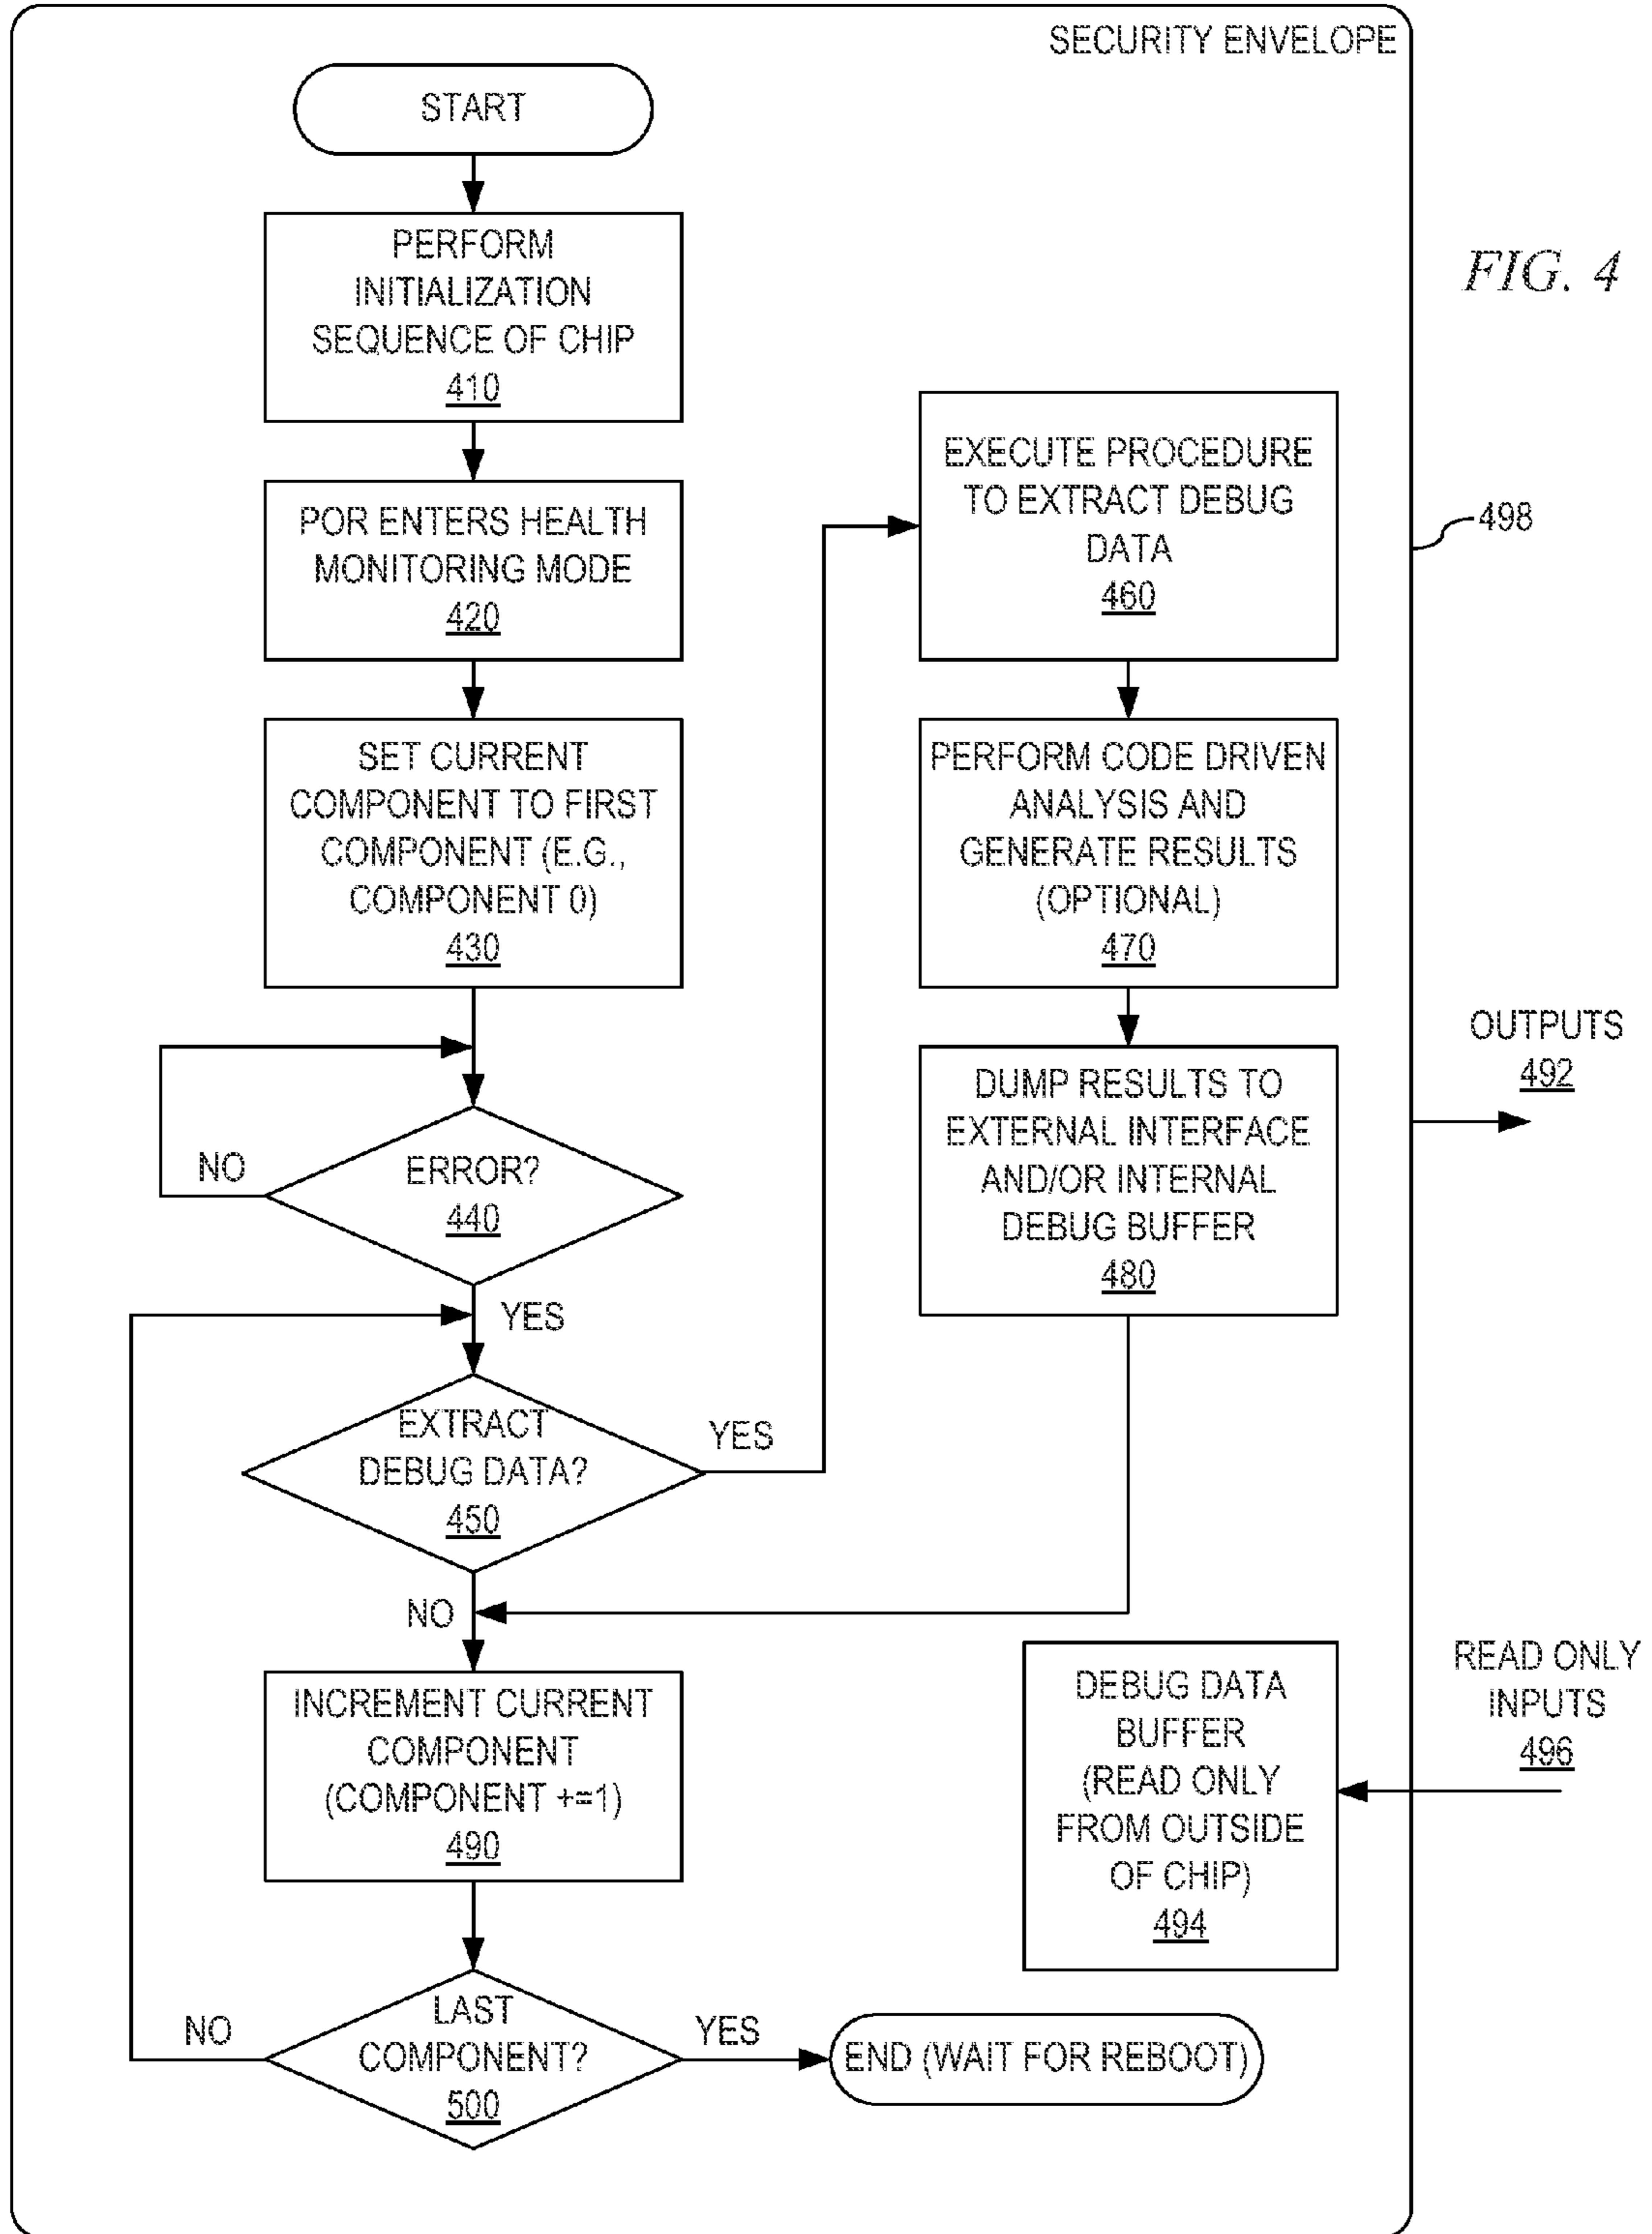 SECURITY ENVELOPE
START
PERFORM
INITIALIZATION
SEQUENCE OF CHIP
410
FIG. 4
POR ENTERS HEALTH
MONITORING MODE
420
SET CURRENT
COMPONENT TO FIRST
COMPONENT (E.G.,
COMPONENT 0)
430
NO
ERROR?
440
YES
EXTRACT
DEBUG DATA?
450
YES
NO
EXECUTE PROCEDURE
TO EXTRACT DEBUG
DATA
460
498
PERFORM CODE DRIVEN
ANALYSIS AND
GENERATE RESULTS
(OPTIONAL)
470
DUMP RESULTS TO
EXTERNAL INTERFACE
AND/OR INTERNAL
DEBUG BUFFER
480
OUTPUTS
492
INCREMENT CURRENT
COMPONENT
(COMPONENT +=1)
490
DEBUG DATA
BUFFER
(READ ONLY
FROM OUTSIDE
OF CHIP)
494
READ ONLY
INPUTS
496
NO
LAST
COMPONENT?
500
YES
END (WAIT FOR REBOOT)